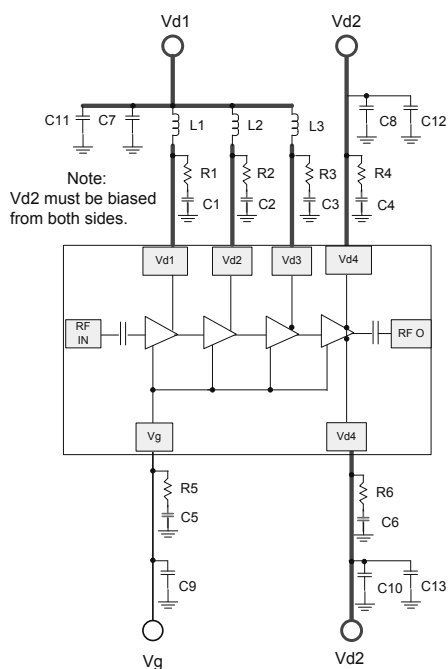 Vd1
Vd2
C11
C7
L1
L2
L3
C8
C12
R1
R2
R3
R4
C1
C2
C3
C4
Note:
Vd2 must be biased
from both sides.
Vd1
Vd2
Vd3
Vd4
RF
IN
RF O
Vg
Vd4
R5
C5
R6
C6
C9
C10
C13
Vg
Vd2